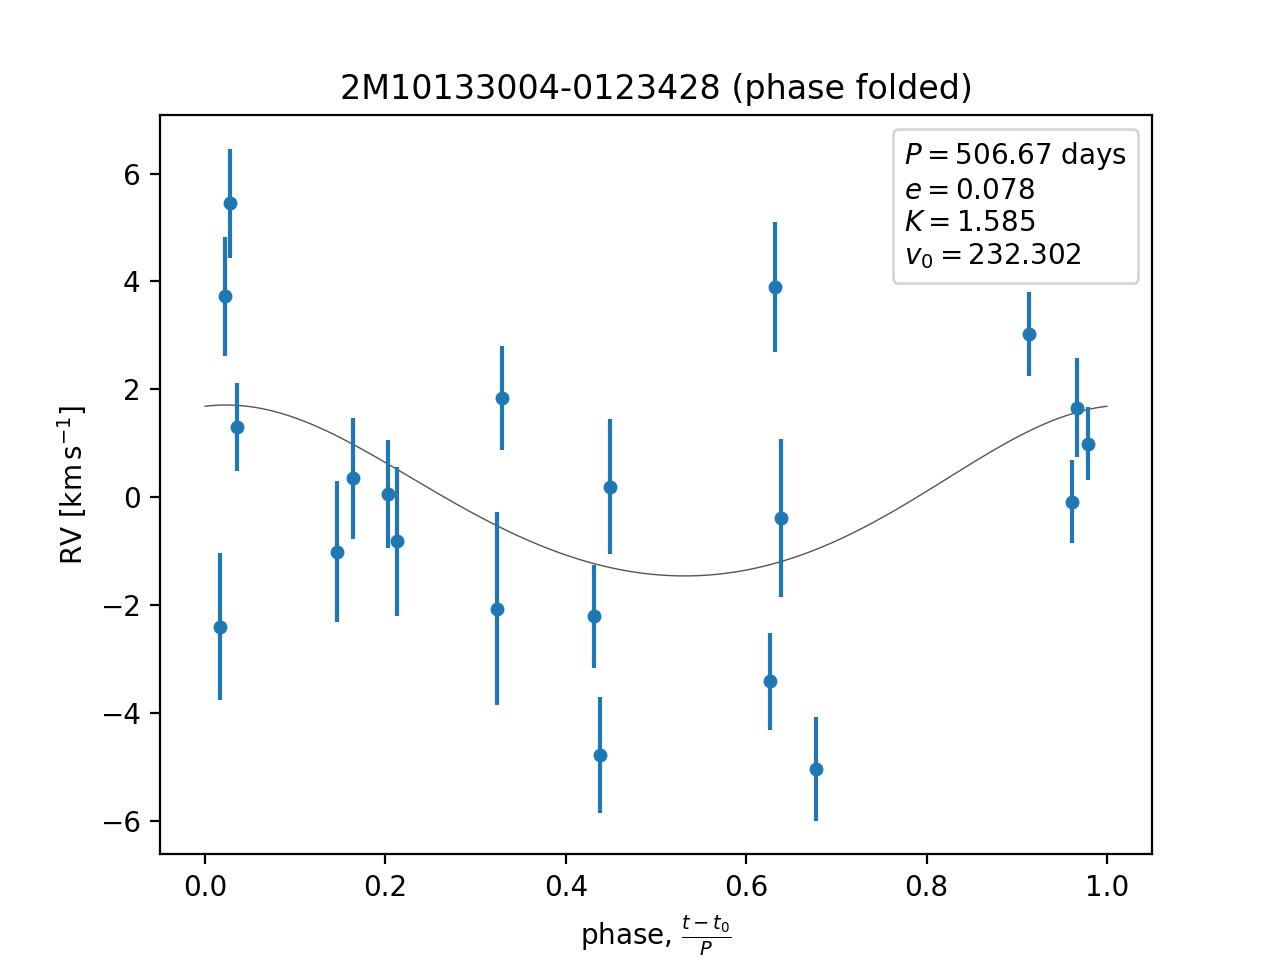 2M10133004-0123428 (phase folded)
P = 506.67 days
e = 0.078
K = 1.585
v₀ = 232.302
RV [km s⁻¹]
6
4
2
0
−2
−4
−6
0.0 0.2 0.4 0.6 0.8 1.0
phase, (t − t₀)/P